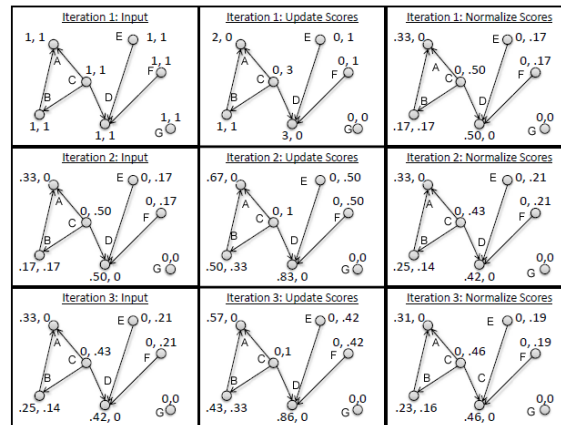 Iteration 1: Input
1, 1
E
1, 1
A
1, 1
1, 1
F
C
B
D
1, 1
1, 1
1, 1
G
Iteration 1: Update Scores
2, 0
E
0, 1
A
0, 3
0, 1
F
C
B
D
1, 1
3, 0
0, 0
G
Iteration 1: Normalize Scores
.33, 0
E
0, .17
A
0, .50
0, .17
F
C
B
D
.17, .17
.50, 0
0,0
G
Iteration 2: Input
.33, 0
E
0, .17
A
0, .50
0, .17
F
C
B
D
.17, .17
.50, 0
0,0
G
Iteration 2: Update Scores
.67, 0
E
0, .50
A
0, 1
0, .50
F
C
B
D
.50, .33
.83, 0
0,0
G
Iteration 2: Normalize Scores
.33, 0
E
0, .21
A
0, .43
0, .21
F
C
B
D
.25, .14
.42, 0
0,0
G
Iteration 3: Input
.33, 0
E
0, .21
A
0, .43
0, .21
F
C
B
D
.25, .14
.42, 0
0,0
G
Iteration 3: Update Scores
.57, 0
E
0, .42
A
0,1
0, .42
F
C
B
D
.43, .33
.86, 0
0,0
G
Iteration 3: Normalize Scores
.31, 0
E
0, .19
A
0, .46
0, .19
F
C
B
C
.23, .16
.46, 0
0,0
G